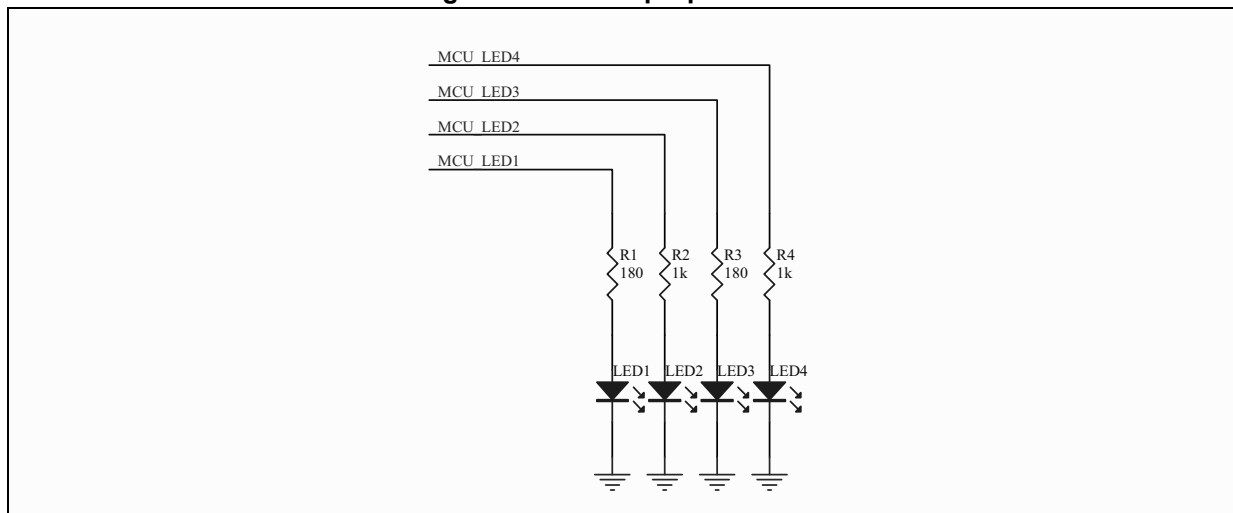 MCU_LED4
MCU_LED3
MCU_LED2
MCU_LED1
R1 R2 R3 R4
180 1k 180 1k
LED1 LED2 LED3 LED4